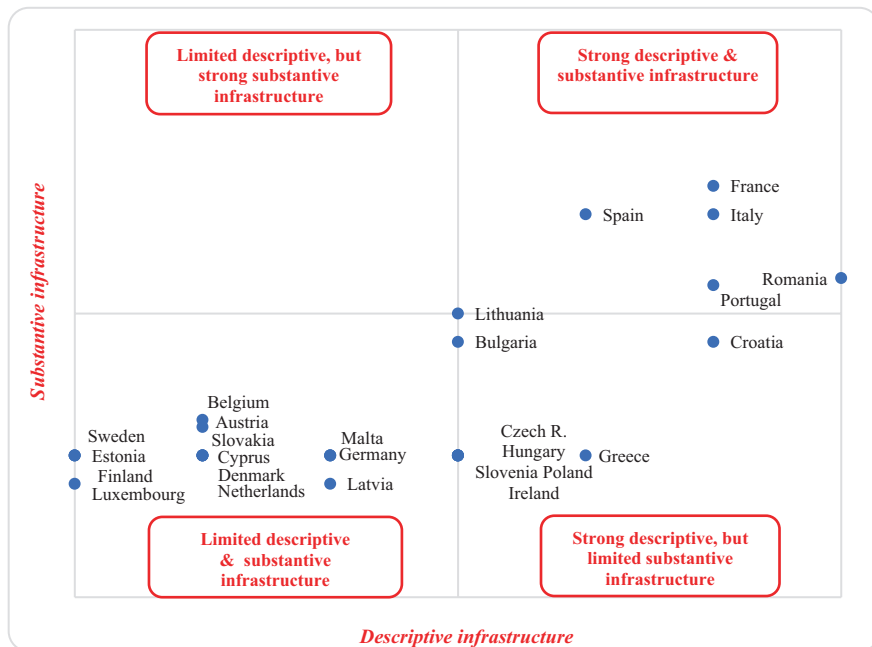 Limited descriptive, but
strong substantive
infrastructure
Strong descriptive &
substantive infrastructure
Substantive infrastructure
France
Spain
Italy
Romania
Portugal
Lithuania
Bulgaria
Croatia
Belgium
Austria
Slovakia
Cyprus
Denmark
Netherlands
Sweden
Estonia
Finland
Luxembourg
Malta
Germany
Latvia
Czech R.
Hungary
Slovenia Poland
Ireland
Greece
Limited descriptive
& substantive
infrastructure
Strong descriptive, but
limited substantive
infrastructure
Descriptive infrastructure